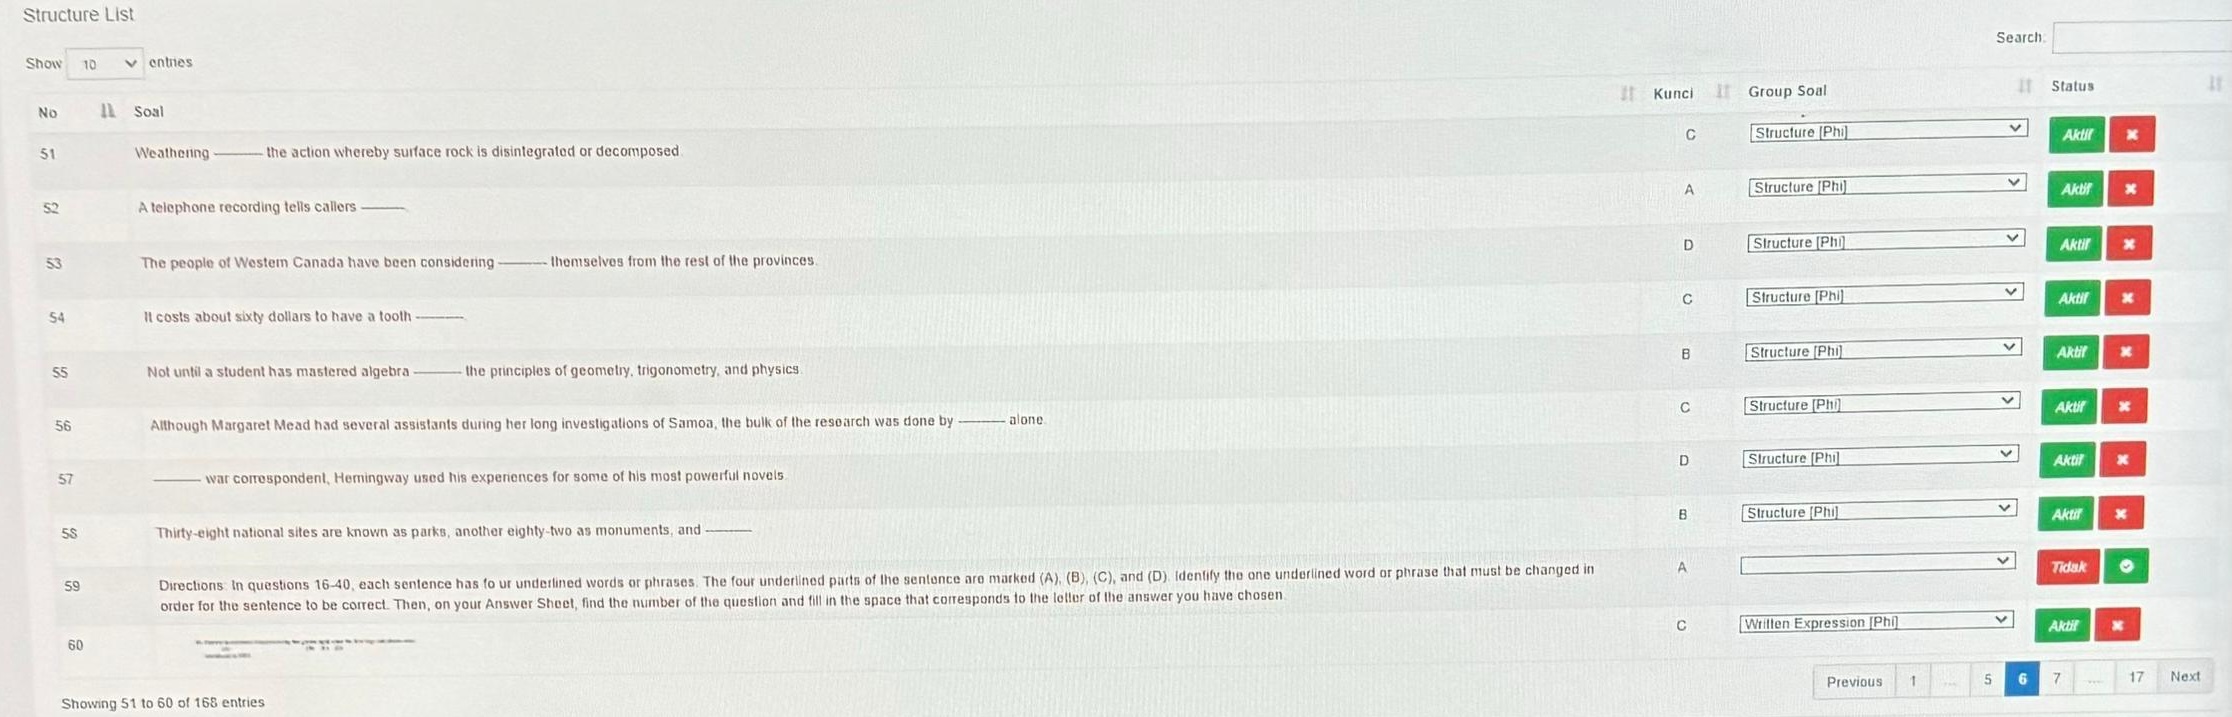 Structure List
Search:
Show 10 entries
No Soal Kunci Group Soal Status
51 Weathering ——— the action whereby surface rock is disintegrated or decomposed. C Structure [Phi] Aktif
52 A telephone recording tells callers ———. A Structure [Phi] Aktif
53 The people of Western Canada have been considering ——— themselves from the rest of the provinces. D Structure [Phi] Aktif
54 It costs about sixty dollars to have a tooth ———. C Structure [Phi] Aktif
55 Not until a student has mastered algebra ——— the principles of geometry, trigonometry, and physics. B Structure [Phi] Aktif
56 Although Margaret Mead had several assistants during her long investigations of Samoa, the bulk of the research was done by ——— alone. C Structure [Phi] Aktif
57 ——— war correspondent, Hemingway used his experiences for some of his most powerful novels. D Structure [Phi] Aktif
58 Thirty-eight national sites are known as parks, another eighty-two as monuments, and ——— B Structure [Phi] Aktif
59 Directions: In questions 16-40, each sentence has fo ur underlined words or phrases. The four underlined parts of the sentence are marked (A), (B), (C), and (D). Identify the one underlined word or phrase that must be changed in A Tidak
order for the sentence to be correct. Then, on your Answer Sheet, find the number of the question and fill in the space that corresponds to the letter of the answer you have chosen.
60 C Written Expression [Phi] Aktif
Previous 1 ... 5 6 7 ... 17 Next
Showing 51 to 60 of 168 entries